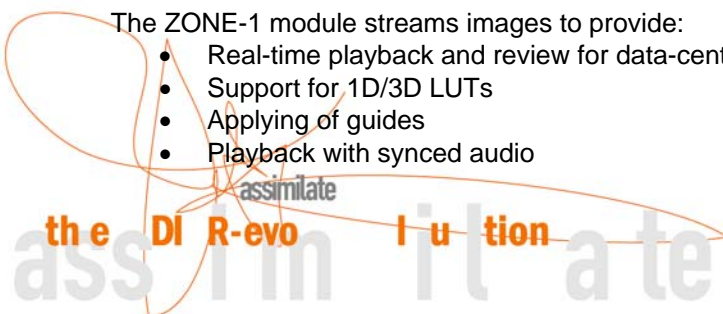 The ZONE-1 module streams images to provide:
• Real-time playback and review for data-cent
• Support for 1D/3D LUTs
• Applying of guides
• Playback with synced audio
assimilate
th e DI R-evo l u tion
ass i m i l a te